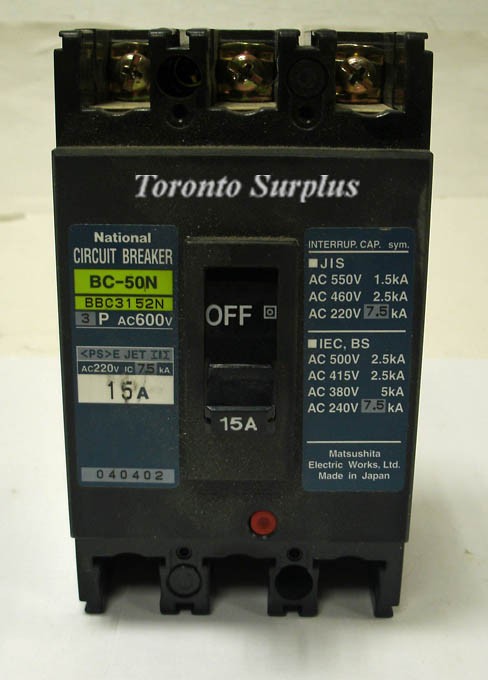 Toronto Surplus
National
CIRCUIT BREAKER
BC-50N
BBC3152N
3 P AC600V
<PS>E JET
AC220V IC 7.5 kA
15A
040402
OFF
15A
INTERRUP. CAP. sym.
■JIS
AC 550V 1.5kA
AC 460V 2.5kA
AC 220V 7.5 kA
■IEC, BS
AC 500V 2.5kA
AC 415V 2.5kA
AC 380V 5kA
AC 240V 7.5 kA
Matsushita
Electric Works, Ltd.
Made in Japan